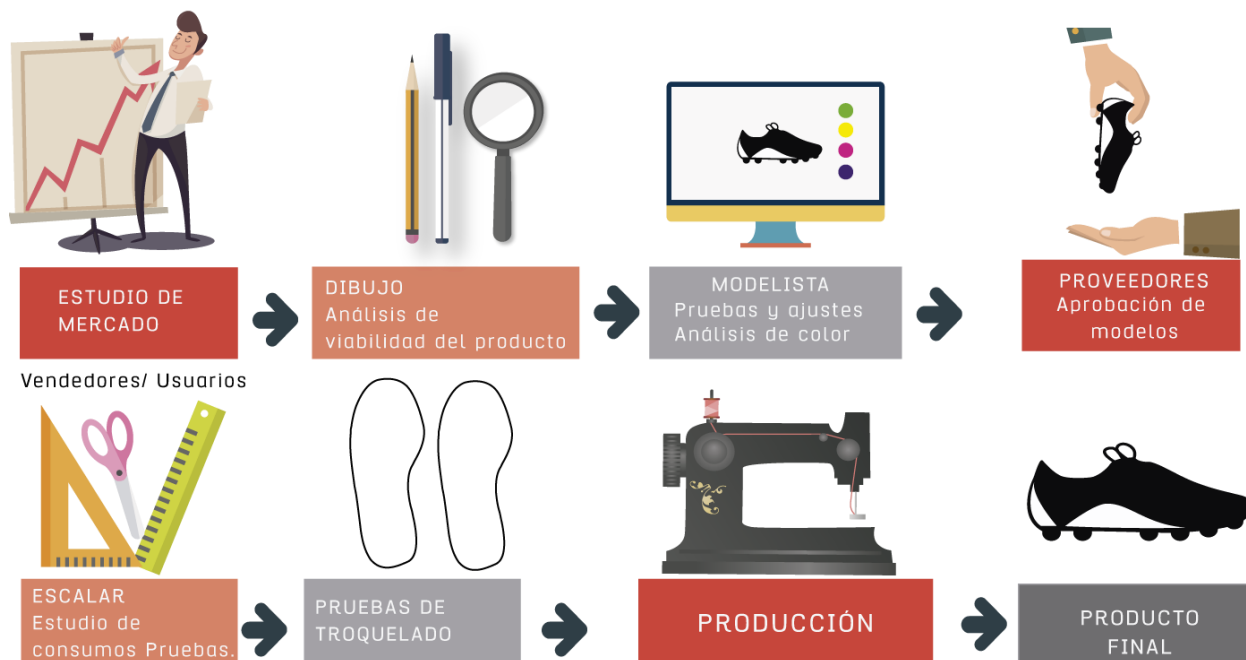 ESTUDIO DE
MERCADO
DIBUJO
Análisis de
viabilidad del producto
MODELISTA
Pruebas y ajustes
Análisis de color
PROVEEDORES
Aprobación de
modelos
Vendedores/ Usuarios
ESCALAR
Estudio de
consumos Pruebas.
PRUEBAS DE
TROQUELADO
PRODUCCIÓN
PRODUCTO
FINAL